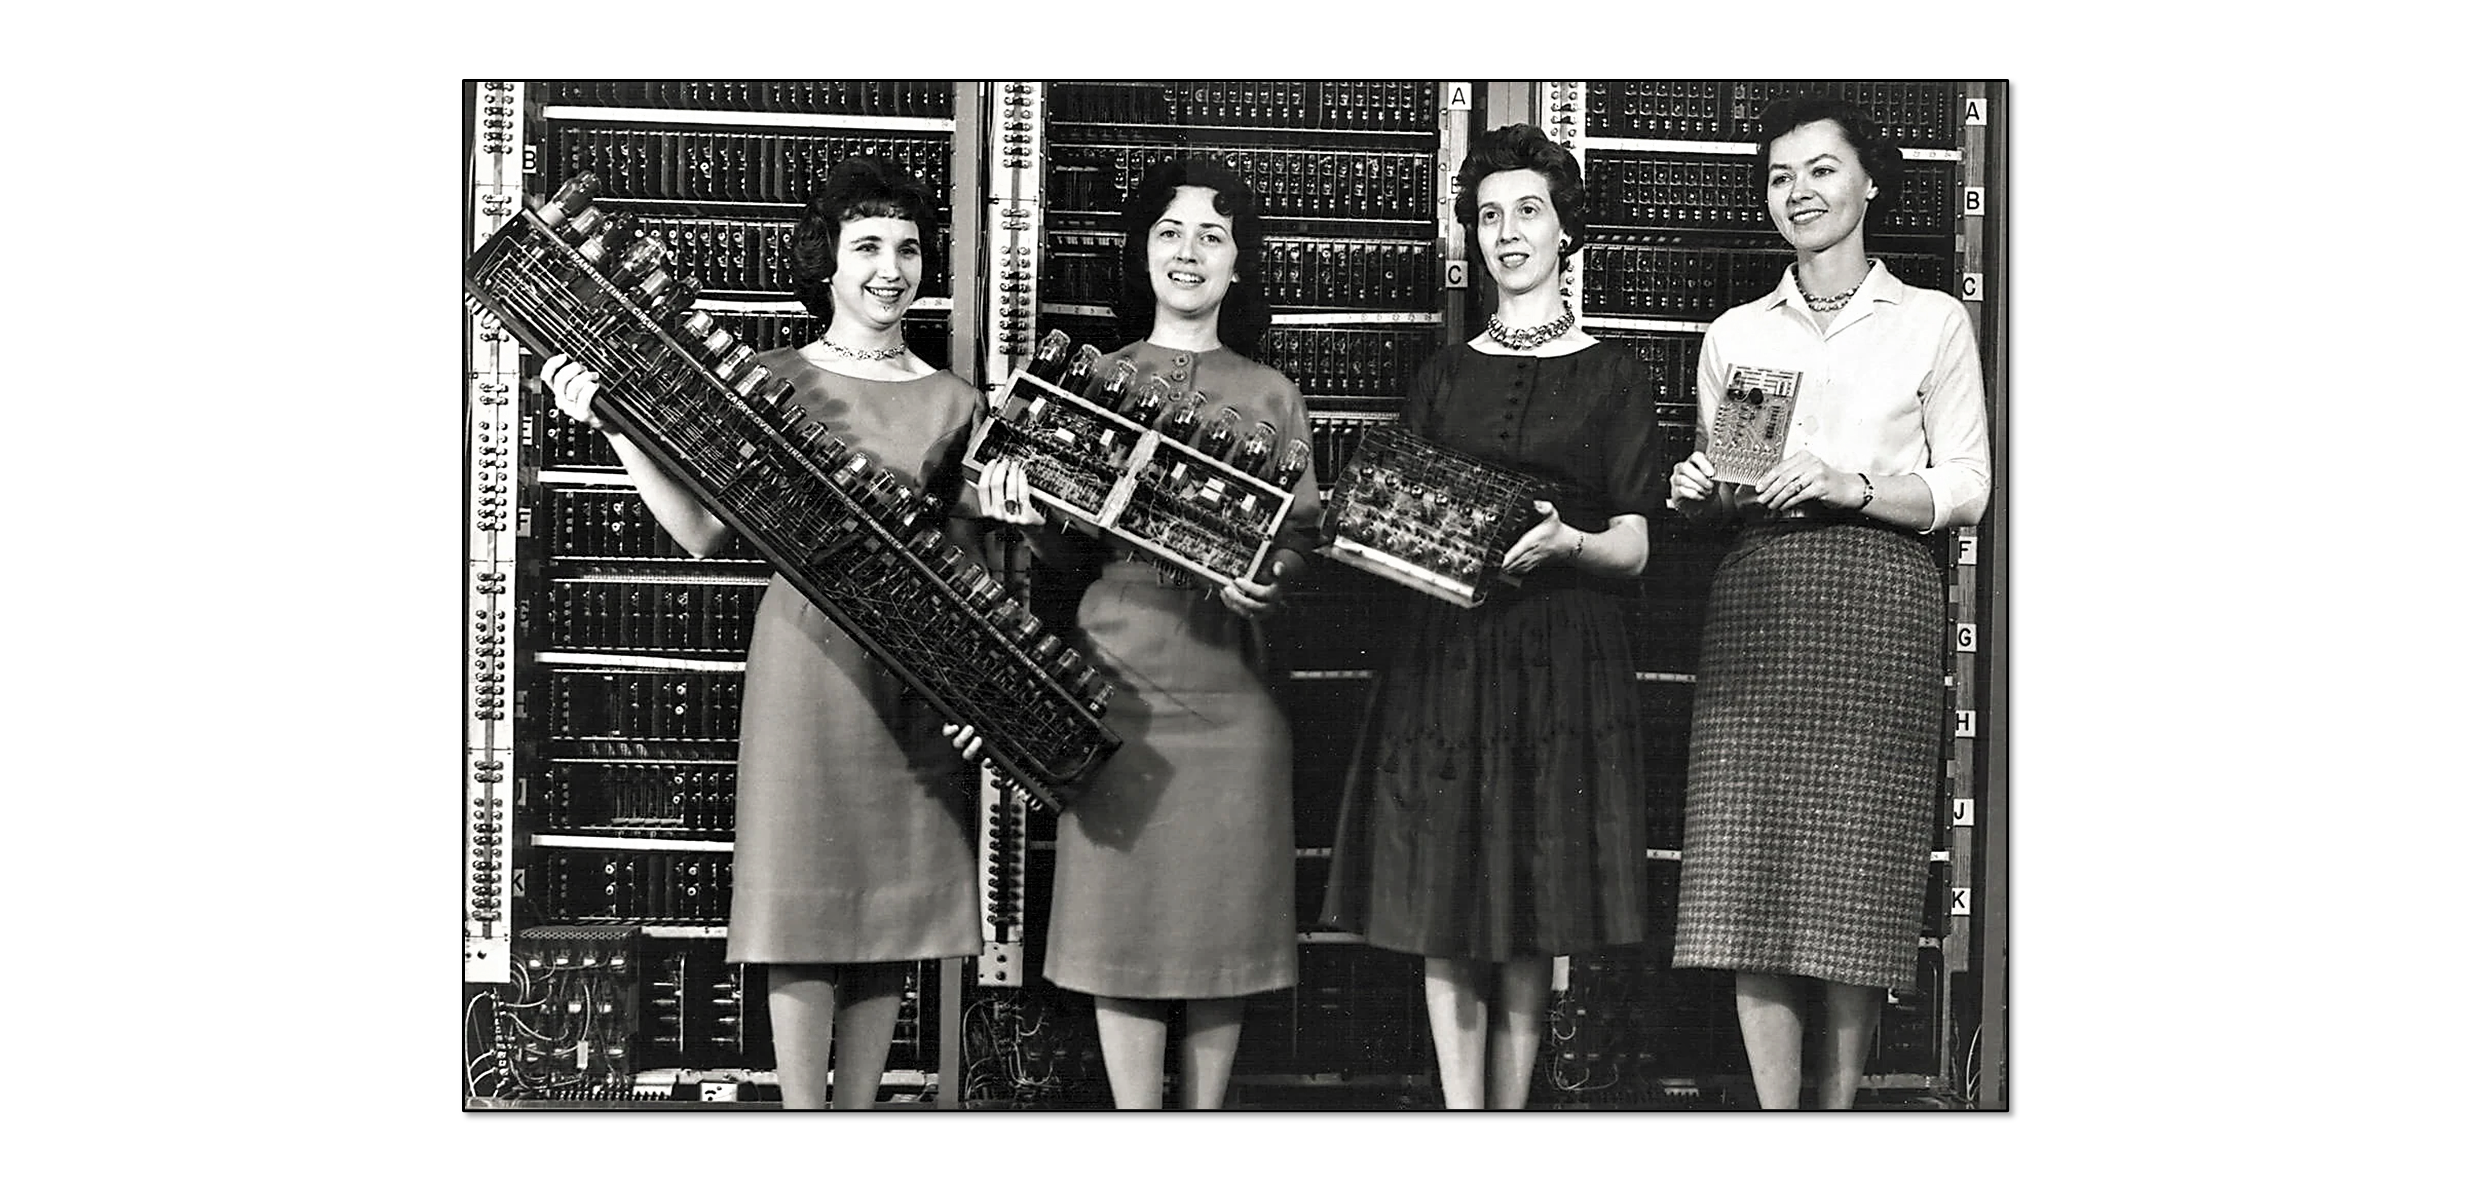 A
A
B
B
C
C
TRANSMITTING CIRCUIT
CARRY OVER CIRCUIT
F
F
G
H
H
J
J
K
K